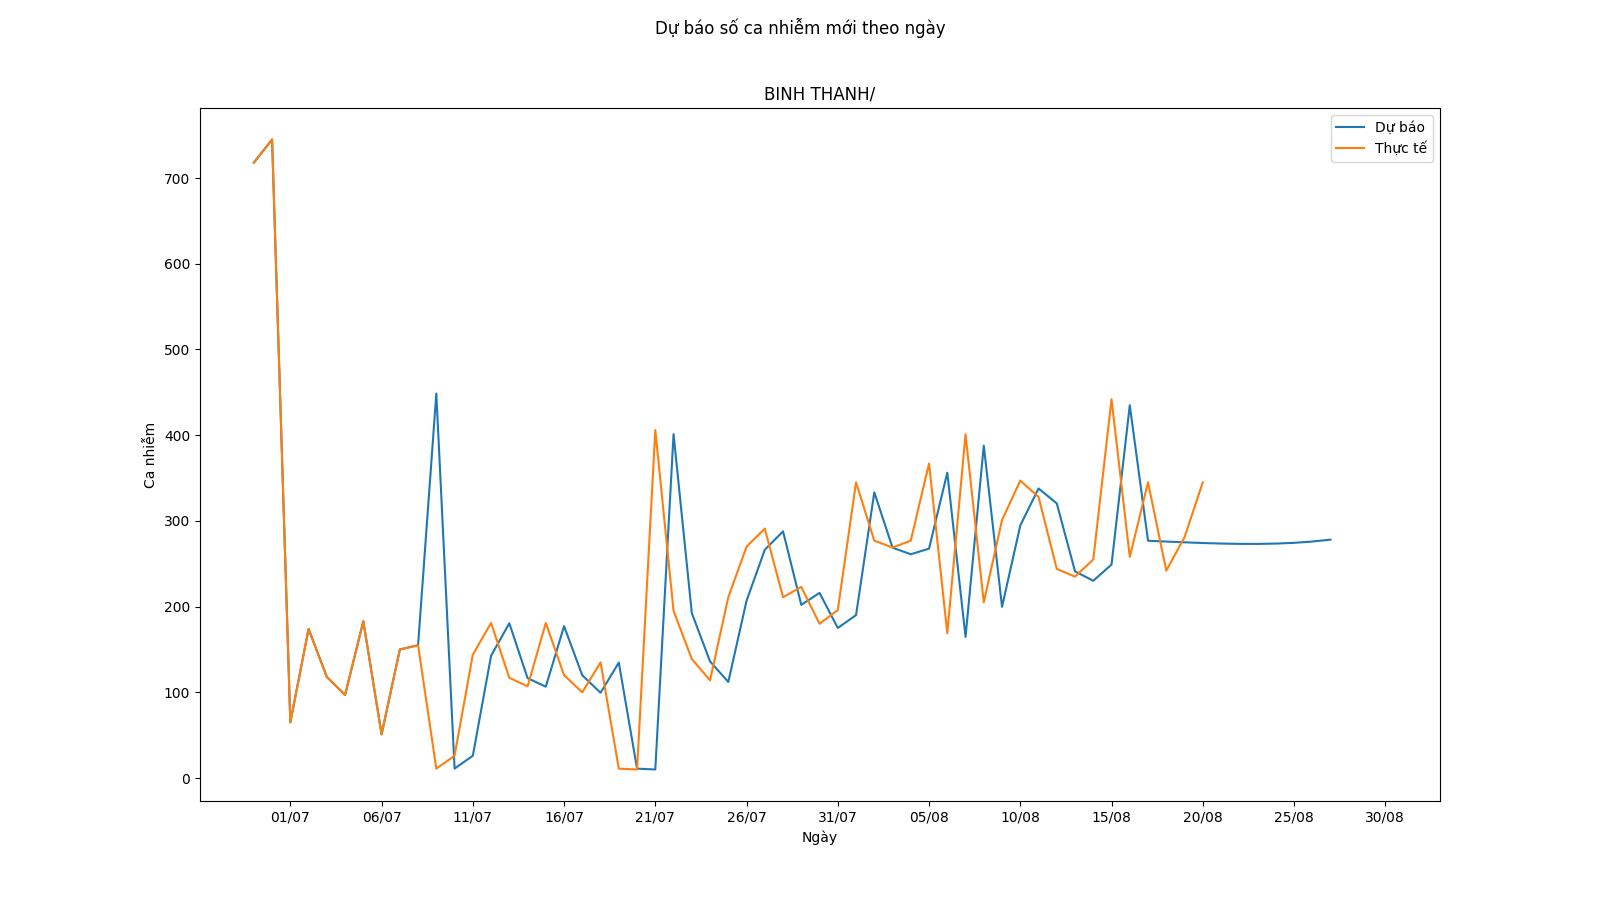 Dự báo số ca nhiễm mới theo ngày
BINH THANH/
Dự báo
Thực tế
700
600
500
400
300
200
100
0
Ca nhiễm
01/07 06/07 11/07 16/07 21/07 26/07 31/07 05/08 10/08 15/08 20/08 25/08 30/08
Ngày